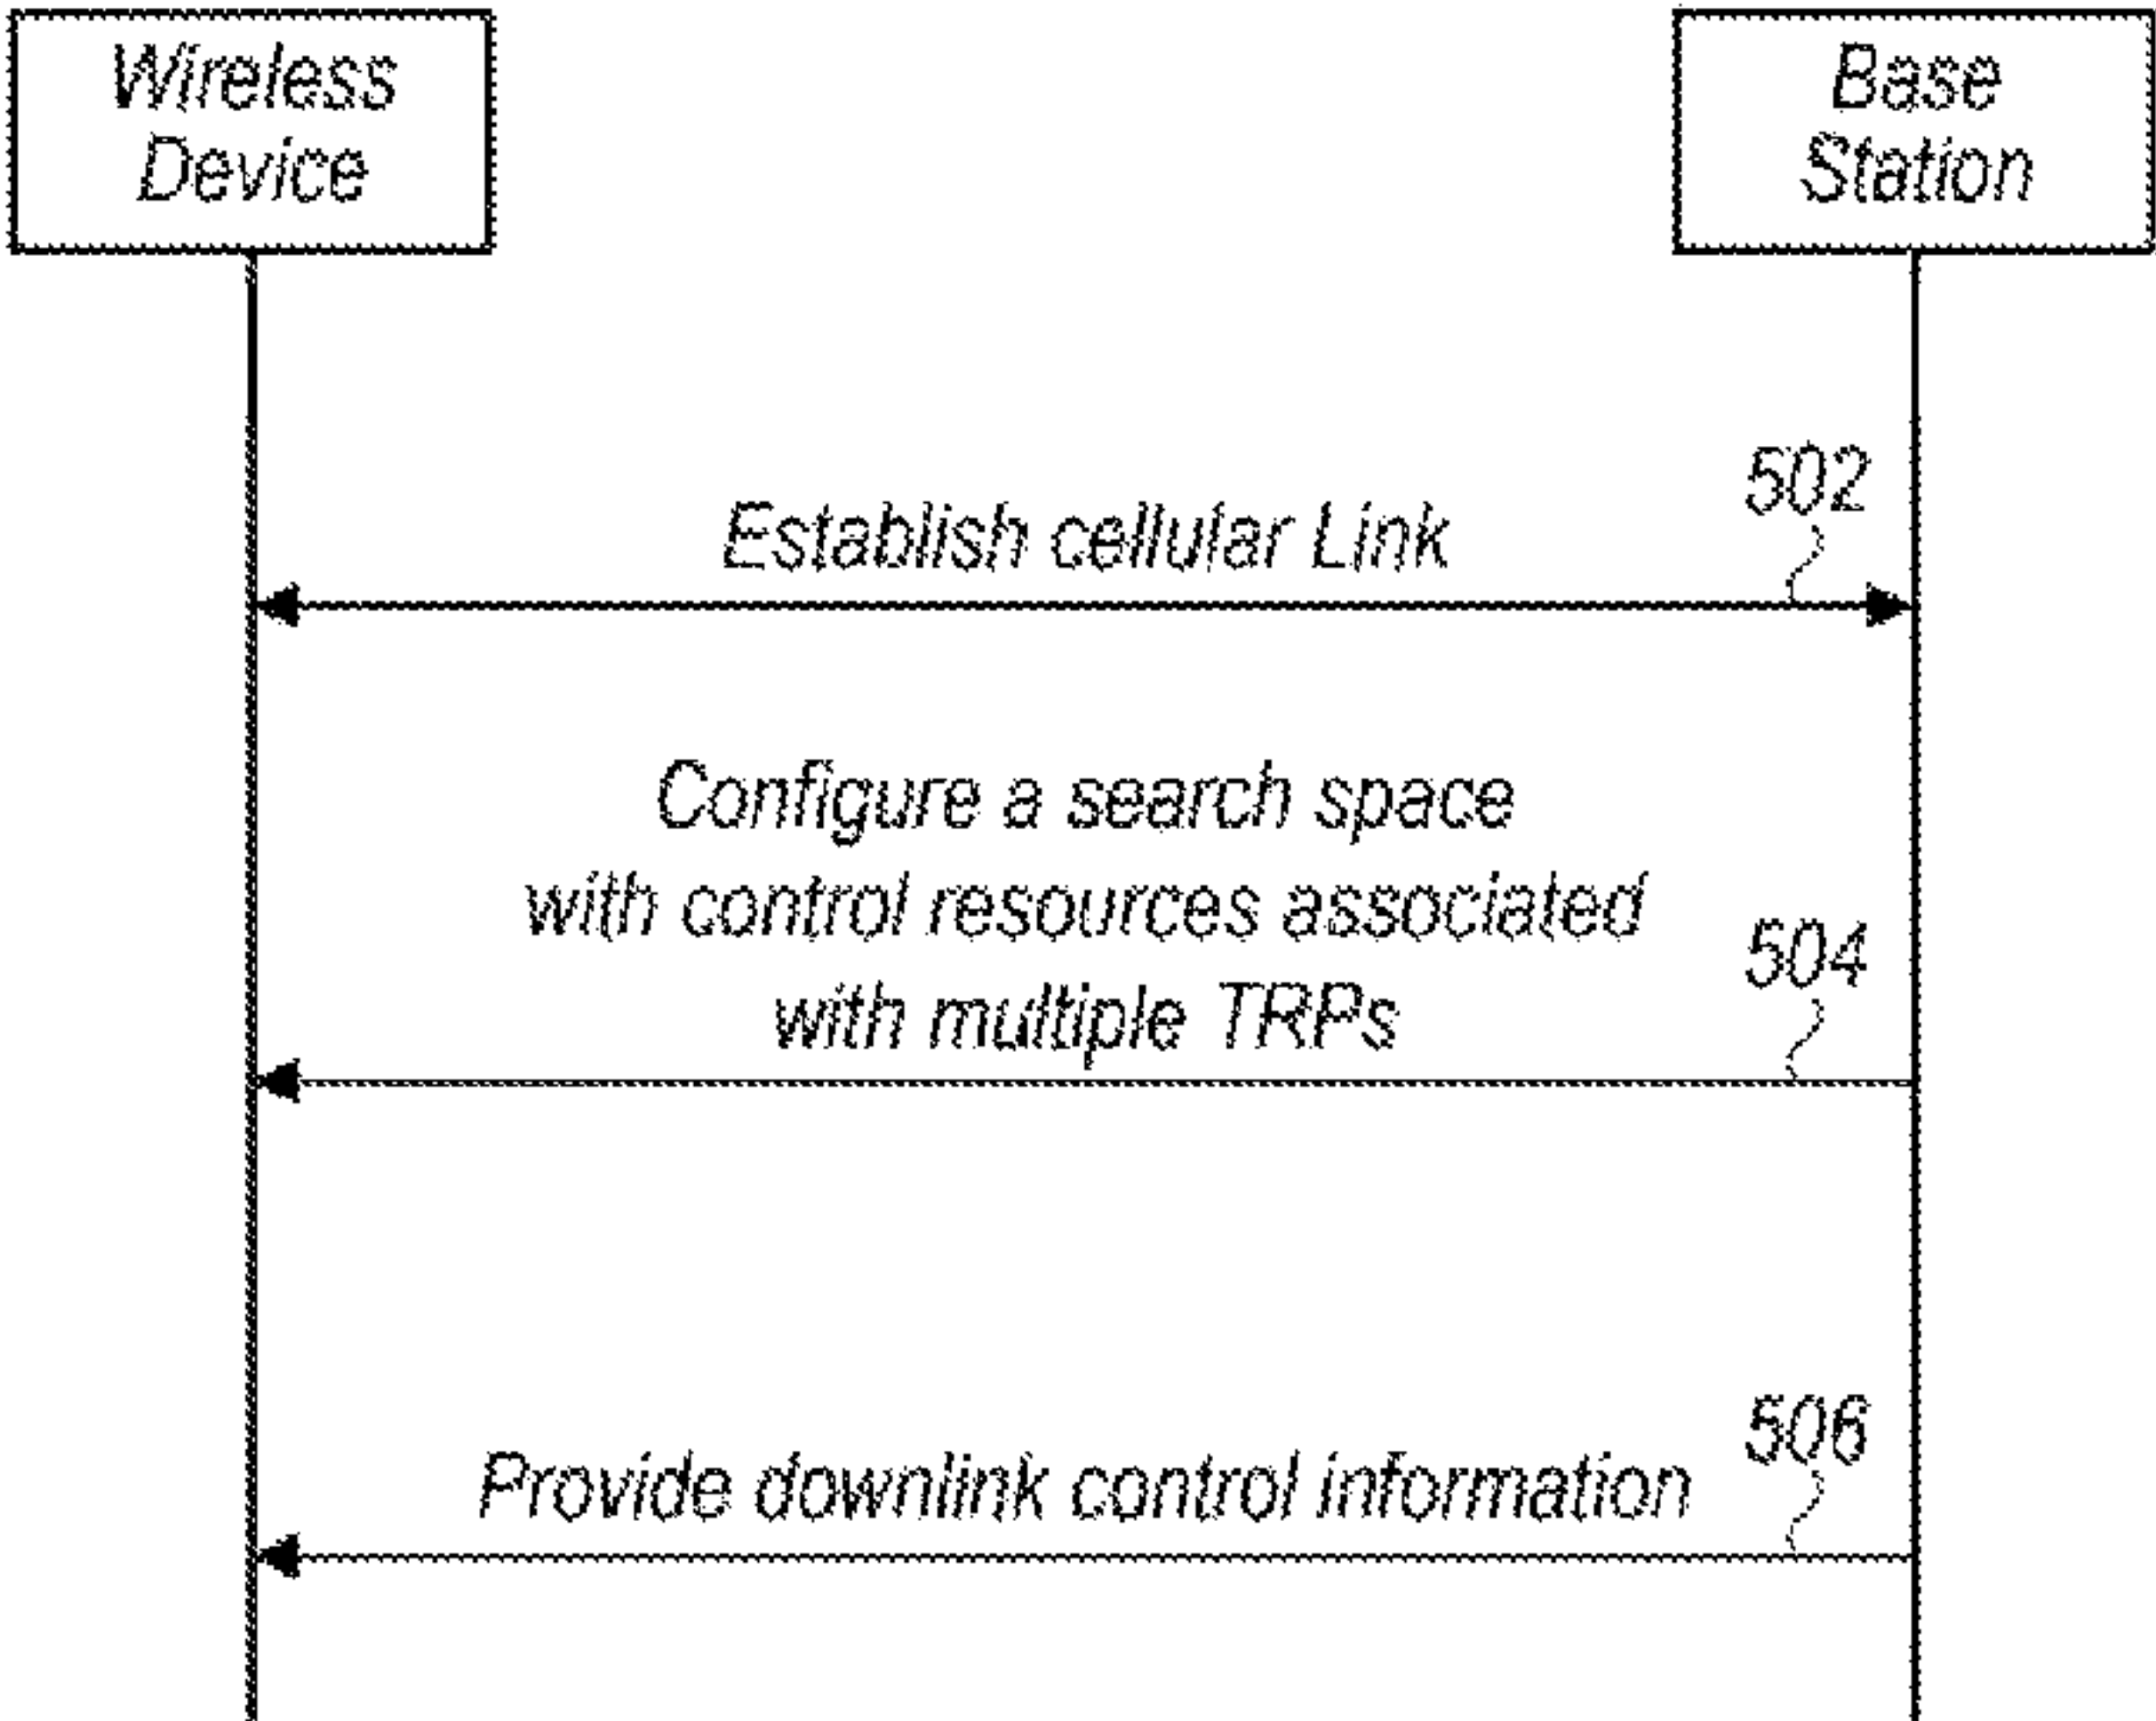 Wireless
Device
Base
Station
502
Establish cellular Link
Configure a search space
with control resources associated
504
with multiple TRPs
506
Provide downlink control information